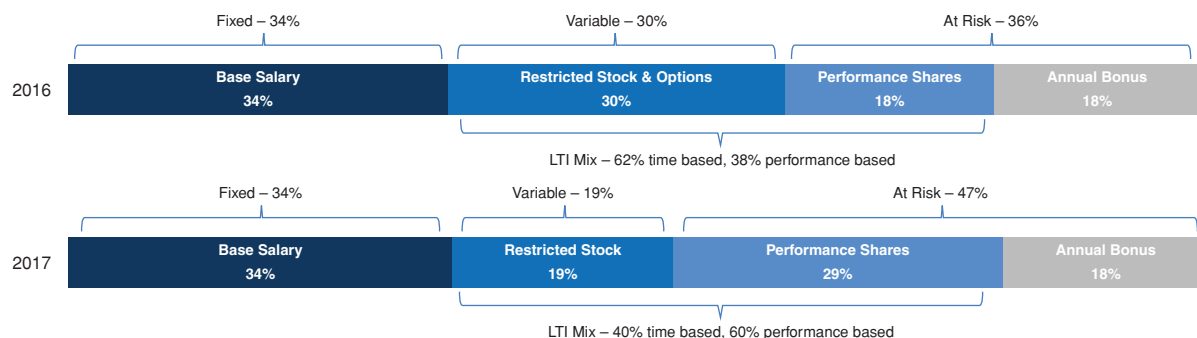 Fixed – 34% Variable – 30% At Risk – 36%
2016
Base Salary Restricted Stock & Options Performance Shares Annual Bonus
34% 30% 18% 18%
LTI Mix – 62% time based, 38% performance based
Fixed – 34% Variable – 19% At Risk – 47%
2017
Base Salary Restricted Stock Performance Shares Annual Bonus
34% 19% 29% 18%
LTI Mix – 40% time based, 60% performance based